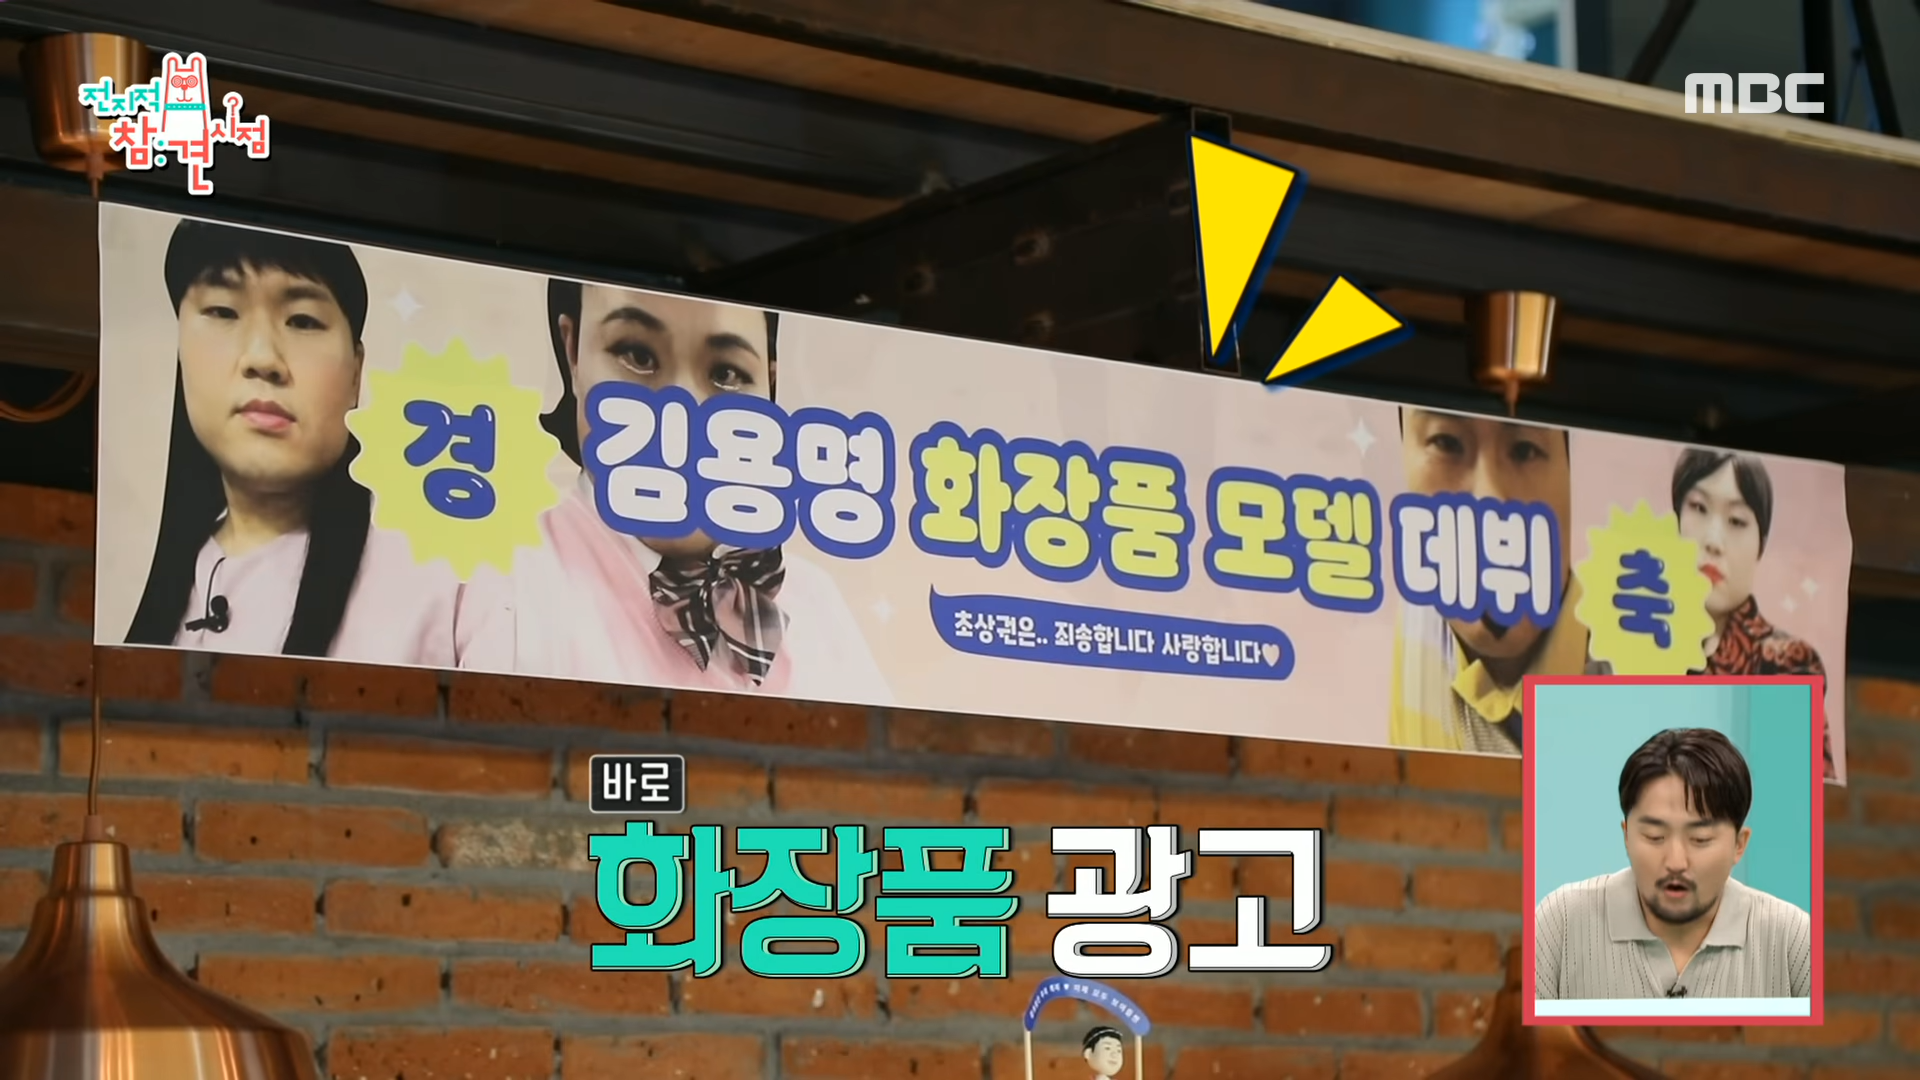 전지적
참견
시점
MBC
경 김용명 화장품 모델 데뷔 축
초상권은.. 죄송합니다 사랑합니다♥
바로
화장품 광고